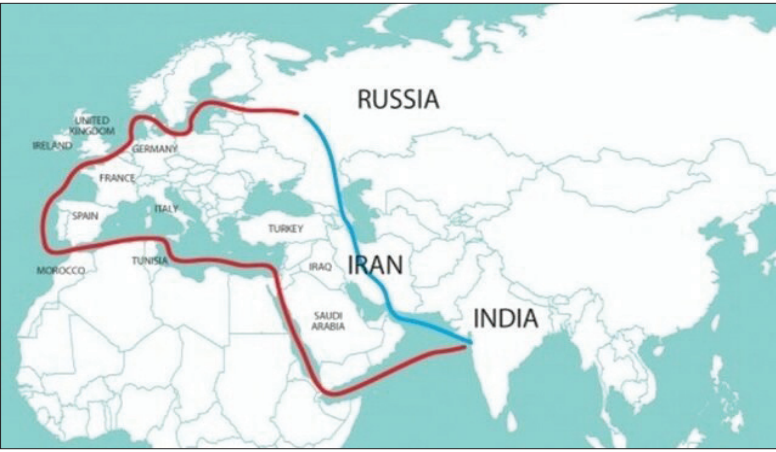 RUSSIA
UNITED
KINGDOM
IRELAND
GERMANY
FRANCE
SPAIN
ITALY
TURKEY
MOROCCO
TUNISIA
IRAQ
IRAN
SAUDI
ARABIA
INDIA